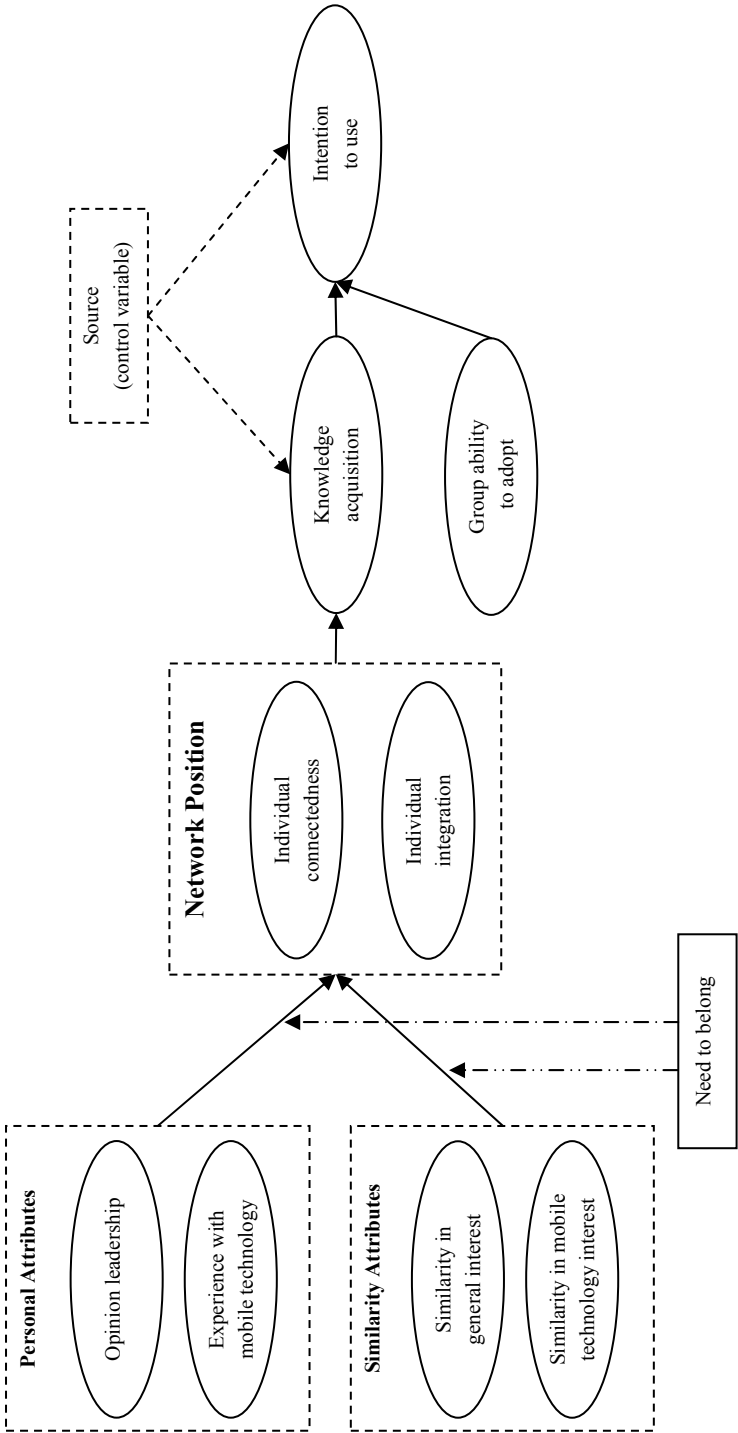 Personal Attributes
Opinion leadership
Experience with
mobile technology
Similarity Attributes
Similarity in
general interest
Similarity in mobile
technology interest
Need to belong
Network Position
Individual
connectedness
Individual
integration
Knowledge
acquisition
Group ability
to adopt
Source
(control variable)
Intention
to use